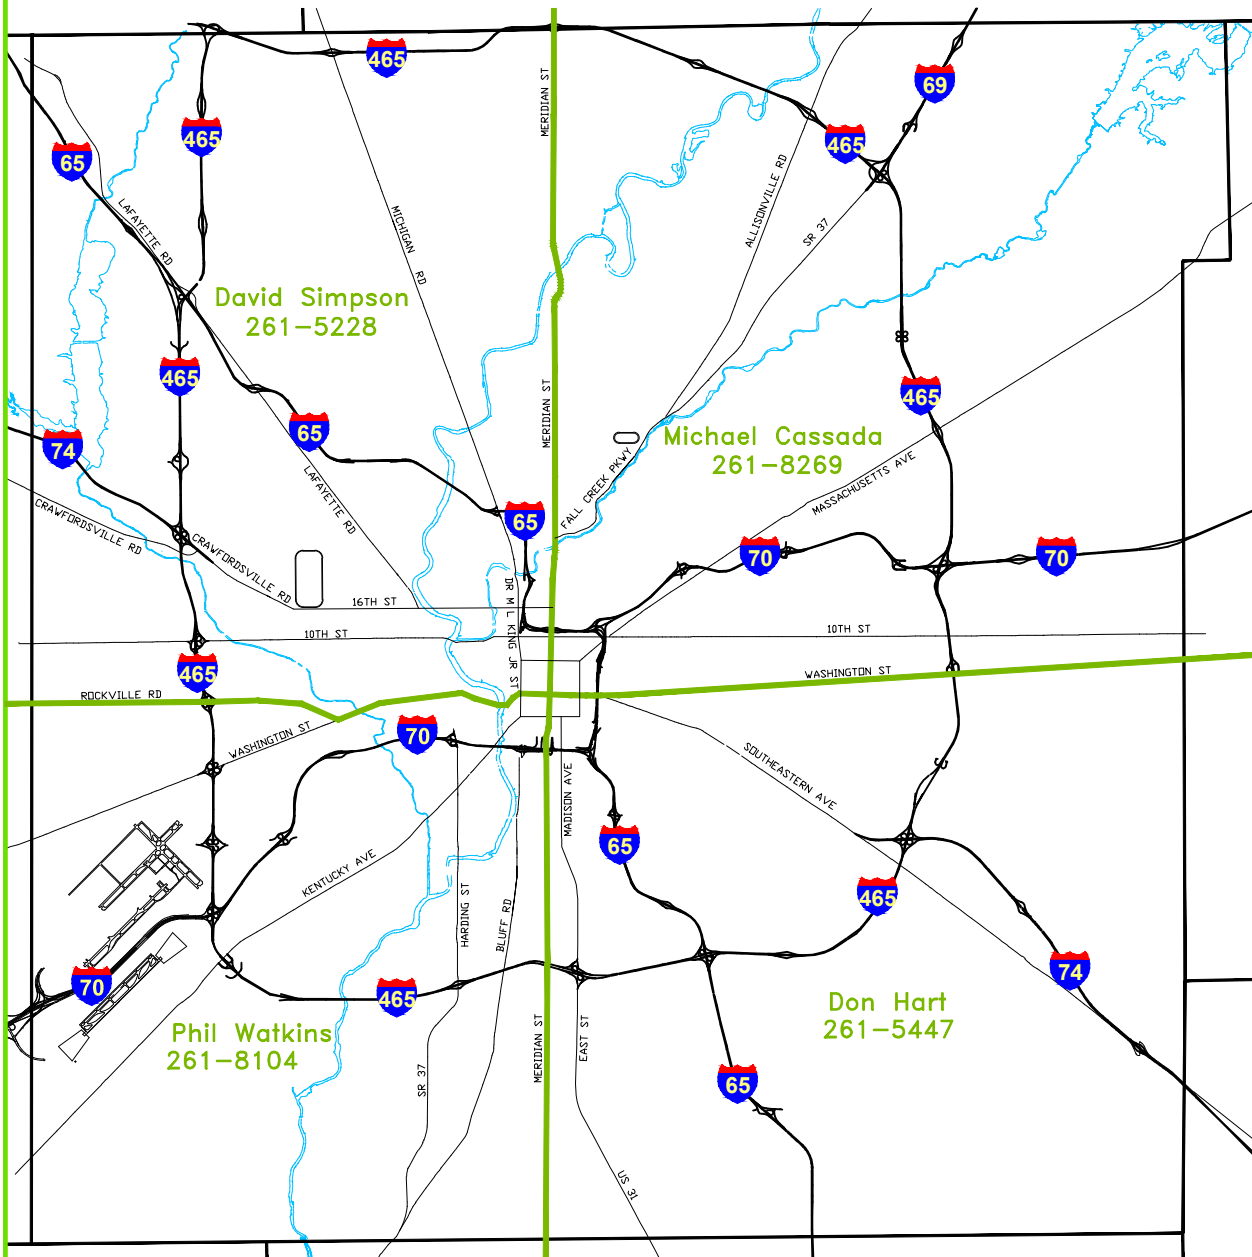 465
MERIDIAN ST
69
465
465
65
ALLISONVILLE RD
LAFAYETTE RD
MICHIGAN RD
SR 37
David Simpson
261-5228
465
465
MERIDIAN ST
65
74
Michael Cassada
261-8269
FALL CREEK PKWY
MASSACHUSETTS AVE
LAFAYETTE RD
CRAWFORDSVILLE RD
65
CRAWFORDSVILLE RD
70
70
16TH ST
DR M L KING JR ST
10TH ST
10TH ST
465
WASHINGTON ST
ROCKVILLE RD
WASHINGTON ST
70
SOUTHEASTERN AVE
MADISON AVE
65
KENTUCKY AVE
465
HARDING ST
BLUFF RD
70
465
74
Don Hart
261-5447
Phil Watkins
261-8104
MERIDIAN ST
EAST ST
SR 37
65
US 31